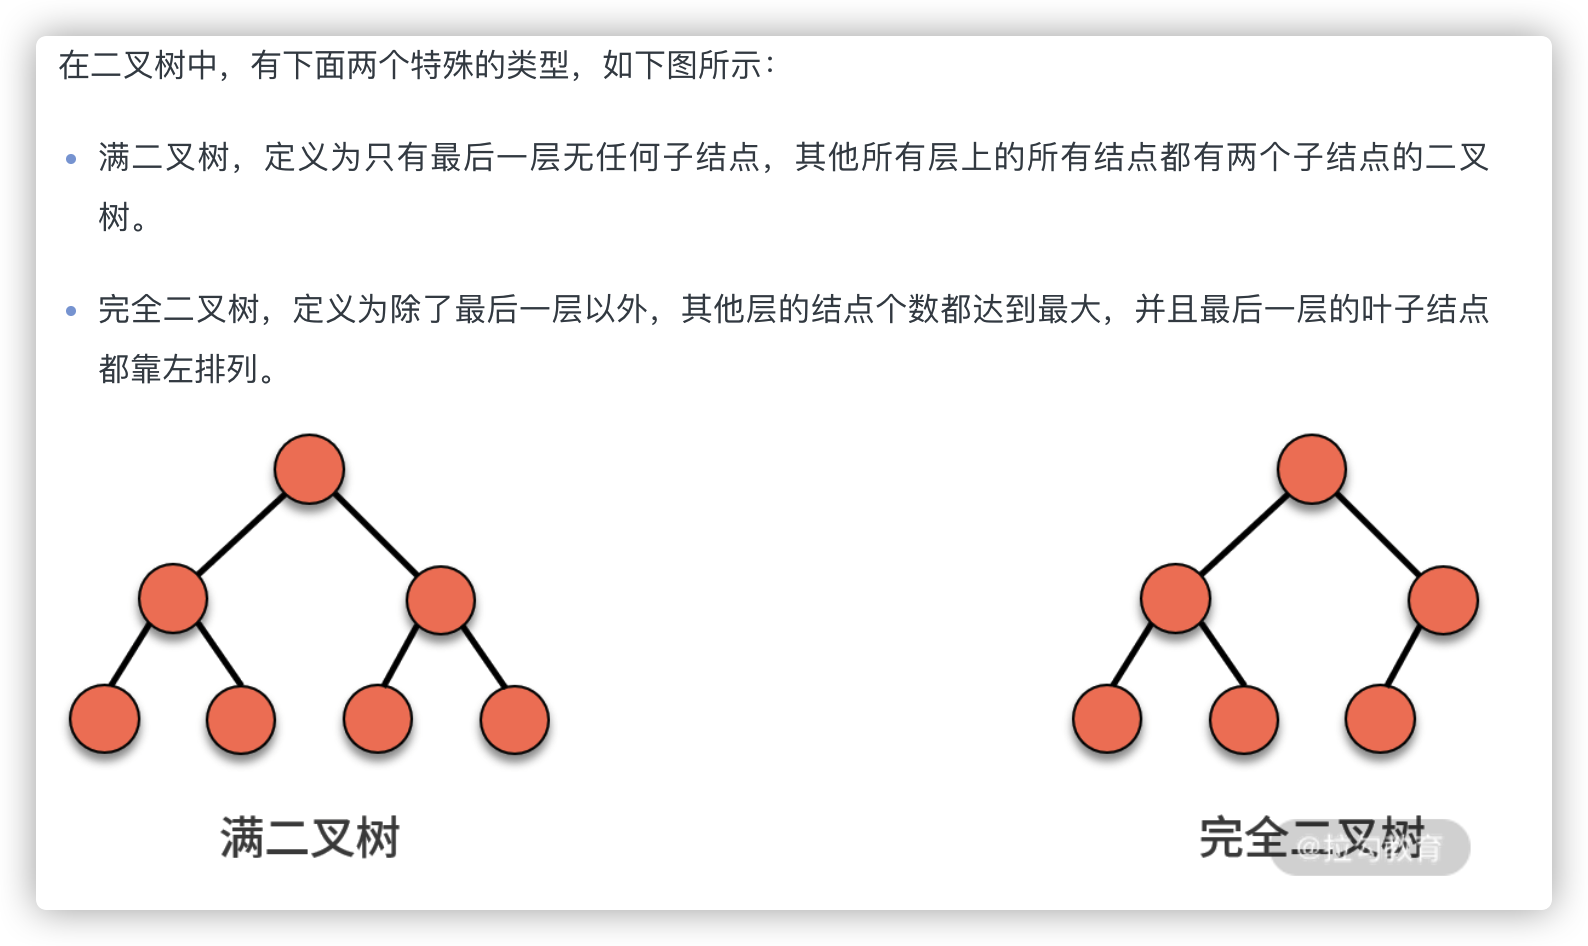 在二叉树中，有下面两个特殊的类型，如下图所示：
满二叉树，定义为只有最后一层无任何子结点，其他所有层上的所有结点都有两个子结点的二叉
树。
完全二叉树，定义为除了最后一层以外，其他层的结点个数都达到最大，并且最后一层的叶子结点
都靠左排列。
满二叉树
完全二叉树
@拉勾教育